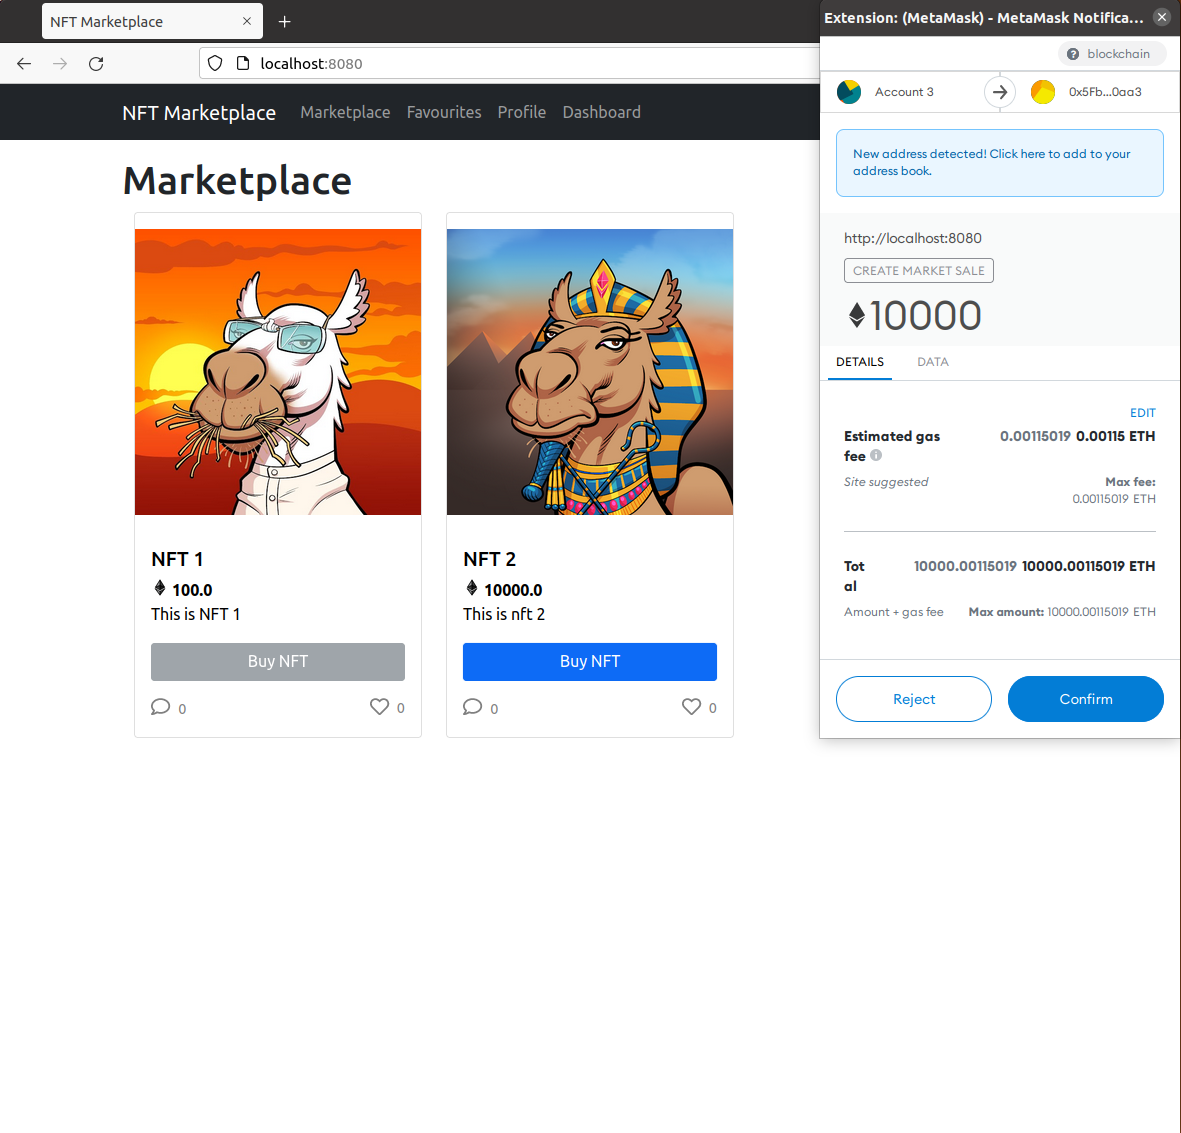 NFT Marketplace
localhost:8080
NFT Marketplace Marketplace Favourites Profile Dashboard
Marketplace
NFT 1
100.0
This is NFT 1
Buy NFT
0 0
NFT 2
10000.0
This is nft 2
Buy NFT
0 0
Extension: (MetaMask) - MetaMask Notifica...
blockchain
Account 3 0x5Fb...0aa3
New address detected! Click here to add to your
address book.
http://localhost:8080
CREATE MARKET SALE
10000
DETAILS DATA
EDIT
Estimated gas 0.00115019 0.00115 ETH
fee
Site suggested Max fee:
0.00115019 ETH
Tot 10000.00115019 10000.00115019 ETH
al
Amount + gas fee Max amount: 10000.00115019 ETH
Reject Confirm